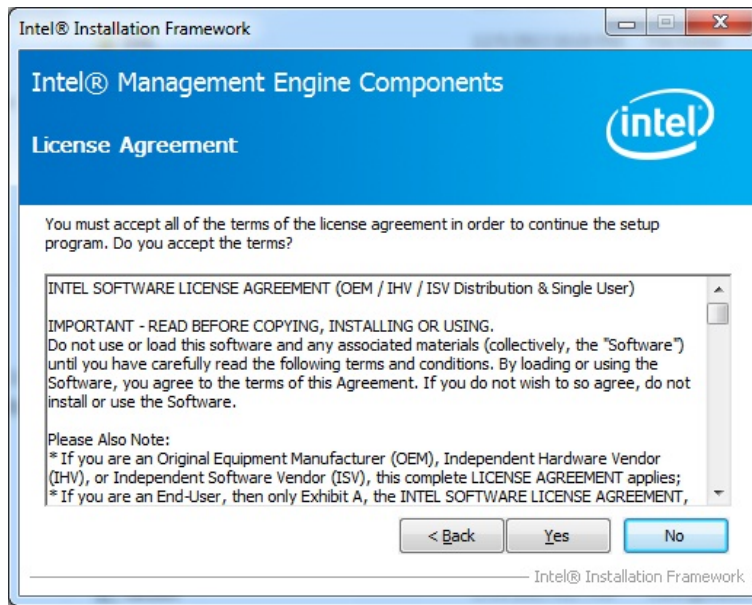 Intel® Installation Framework
Intel® Management Engine Components
intel
License Agreement
You must accept all of the terms of the license agreement in order to continue the setup
program. Do you accept the terms?
INTEL SOFTWARE LICENSE AGREEMENT (OEM / IHV / ISV Distribution & Single User)
IMPORTANT - READ BEFORE COPYING, INSTALLING OR USING.
Do not use or load this software and any associated materials (collectively, the "Software")
until you have carefully read the following terms and conditions. By loading or using the
Software, you agree to the terms of this Agreement. If you do not wish to so agree, do not
install or use the Software.
Please Also Note:
* If you are an Original Equipment Manufacturer (OEM), Independent Hardware Vendor
(IHV), or Independent Software Vendor (ISV), this complete LICENSE AGREEMENT applies;
* If you are an End-User, then only Exhibit A, the INTEL SOFTWARE LICENSE AGREEMENT,
< Back
Yes
No
Intel® Installation Framework